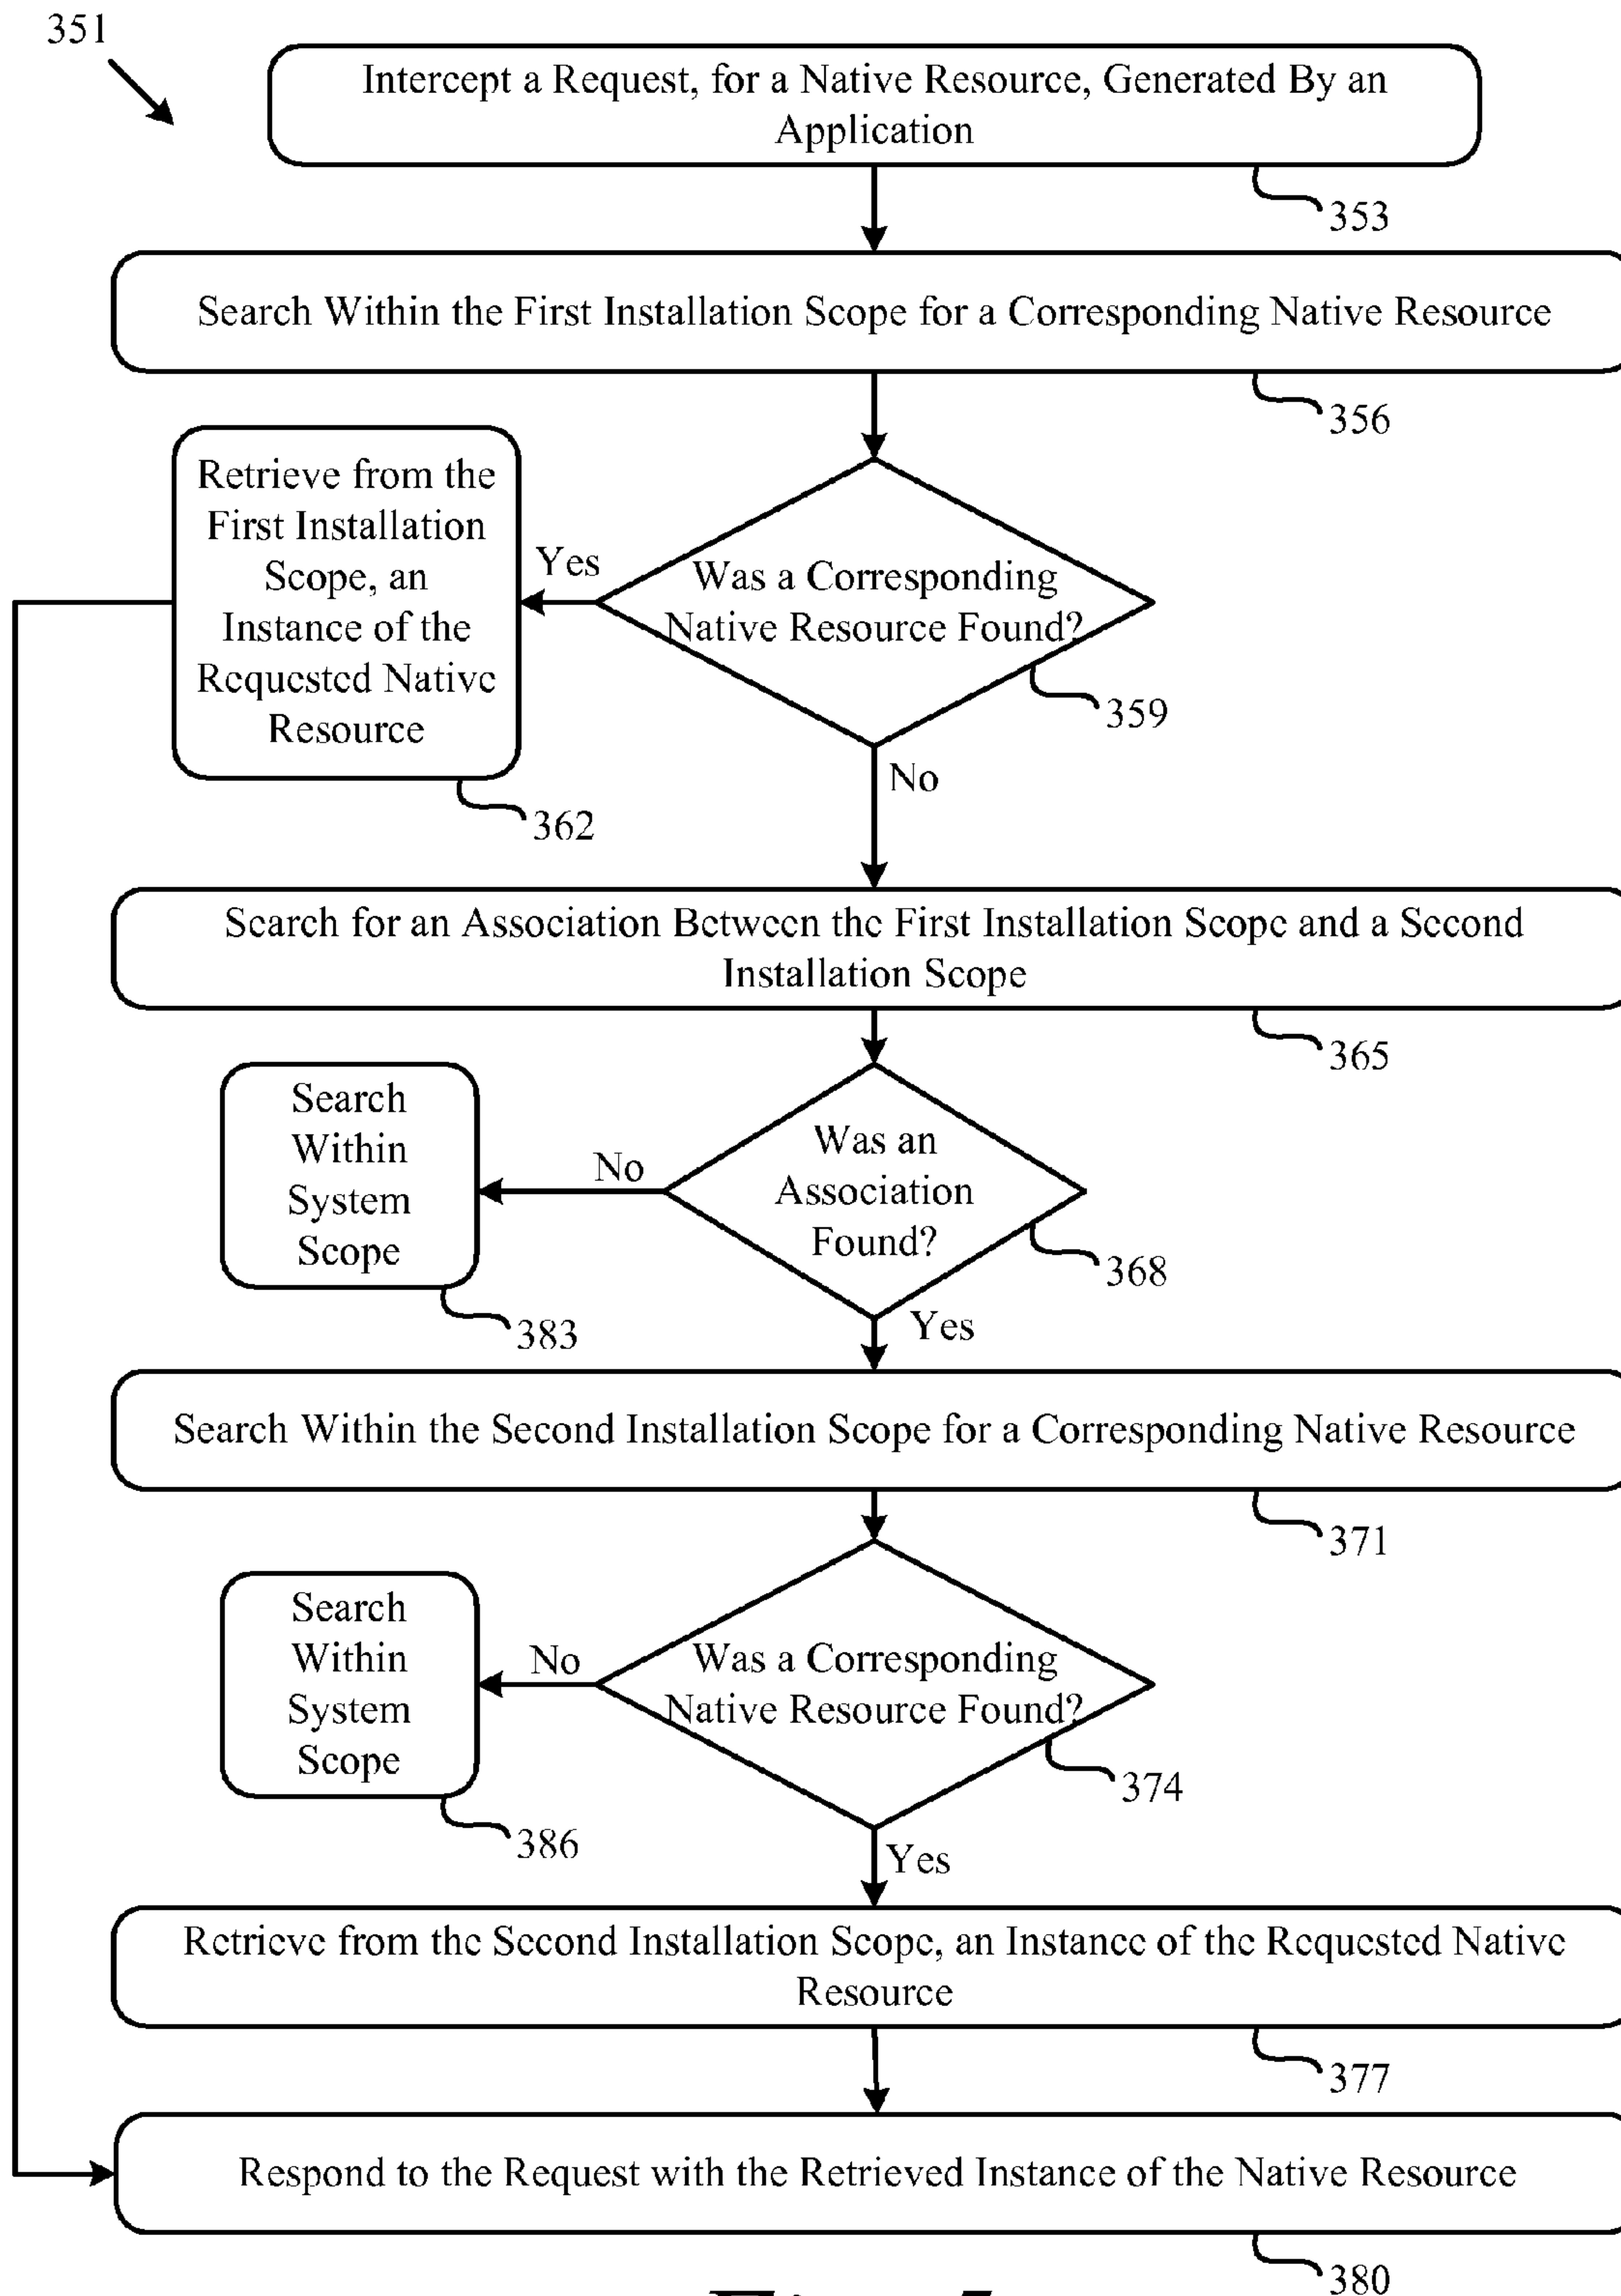 351
Intercept a Request, for a Native Resource, Generated By an
Application
353
Search Within the First Installation Scope for a Corresponding Native Resource
356
Retrieve from the
First Installation
Scope, an
Instance of the
Requested Native
Resource
362
Yes
Was a Corresponding
Native Resource Found?
359
No
Search for an Association Between the First Installation Scope and a Second
Installation Scope
365
Search
Within
System
Scope
383
No
Was an
Association
Found?
368
Yes
Search Within the Second Installation Scope for a Corresponding Native Resource
371
Search
Within
System
Scope
386
No
Was a Corresponding
Native Resource Found?
374
Yes
Retrieve from the Second Installation Scope, an Instance of the Requested Native
Resource
377
Respond to the Request with the Retrieved Instance of the Native Resource
380